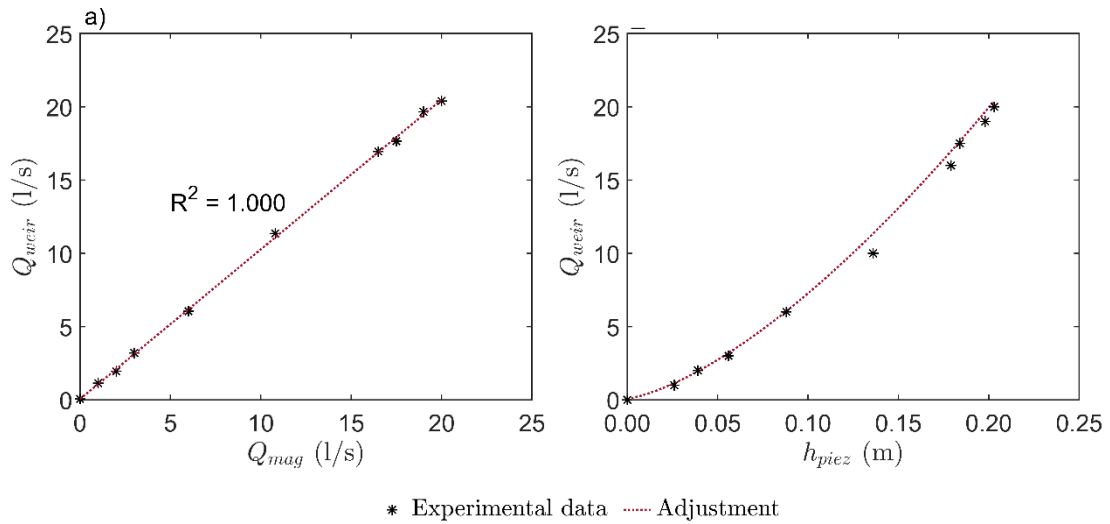 a)
25
20
15
10
5
0
Q_weir (l/s)
R² = 1.000
0 5 10 15 20 25
Q_mag (l/s)
25
20
15
10
5
0
Q_weir (l/s)
0.00 0.05 0.10 0.15 0.20 0.25
h_piez (m)
Experimental data Adjustment